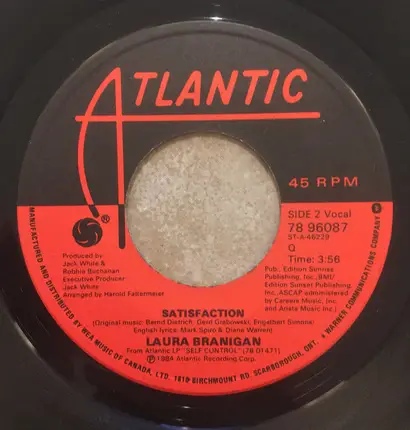 ATLANTIC
®
45 RPM
SIDE 2 Vocal
78 96087
ST-A-46229
Q
Time: 3:56
Pub., Edition Sunrise
Publishing, Inc., BMI/
Edition Sunset Publishing,
Inc. ASCAP administered
by Careers Music, Inc.
and Arista Music Inc.)
Produced by
Jack White &
Robbie Buchanan
Executive Producer
Jack White
Arranged by Harold Faltermeier
SATISFACTION
(Original music: Bernd Dietrich; David Grabowski, Engelbert Simons;
English lyrics: Mark Spiro & Diane Warren)
LAURA BRANIGAN
From Atlantic LP "SELF CONTROL" (78 01471)
℗1984 Atlantic Recording Corp.
MANUFACTURED AND DISTRIBUTED BY WEA MUSIC OF CANADA, LTD. 1810 BIRCHMOUNT RD. SCARBOROUGH, ONT. A WARNER COMMUNICATIONS COMPANY